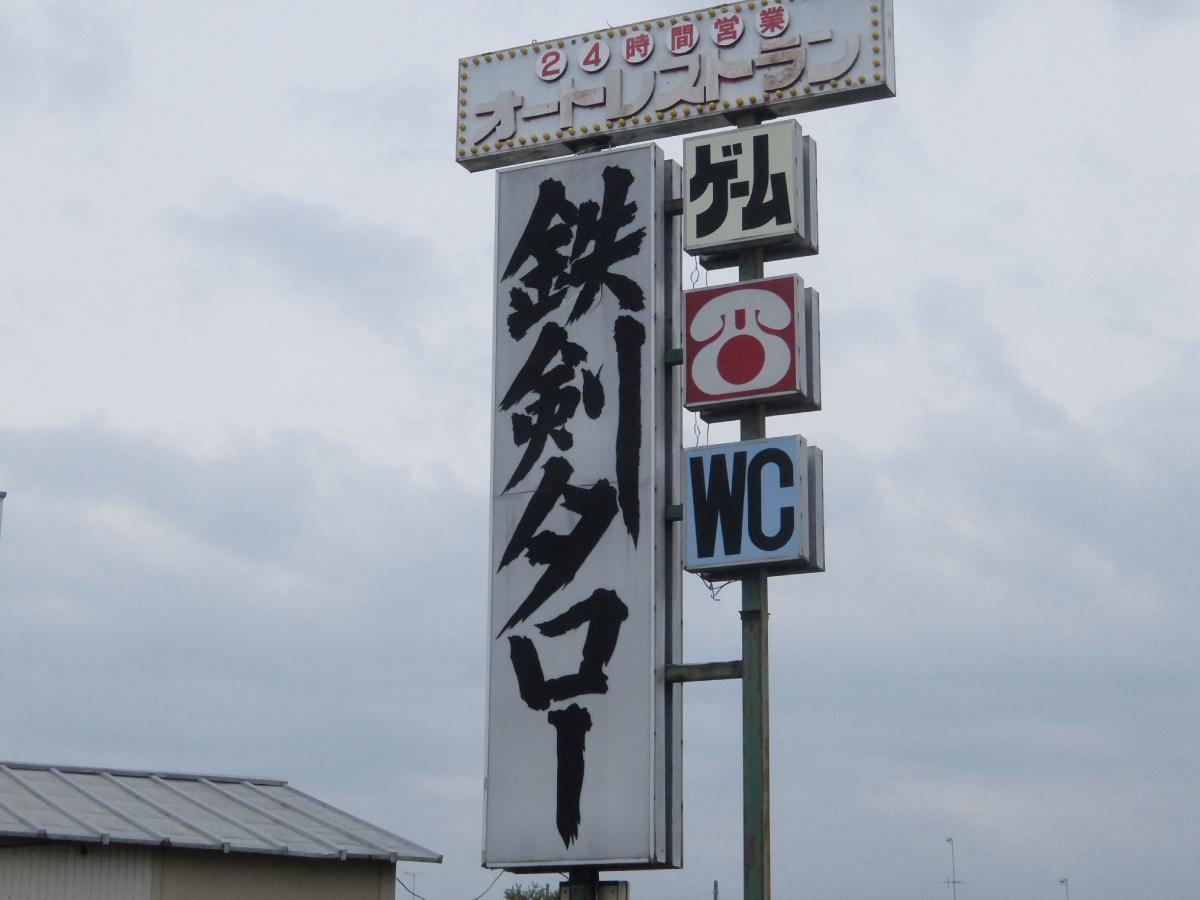 24時間営業
オートレストラン
鉄剣タロー
ゲーム
WC